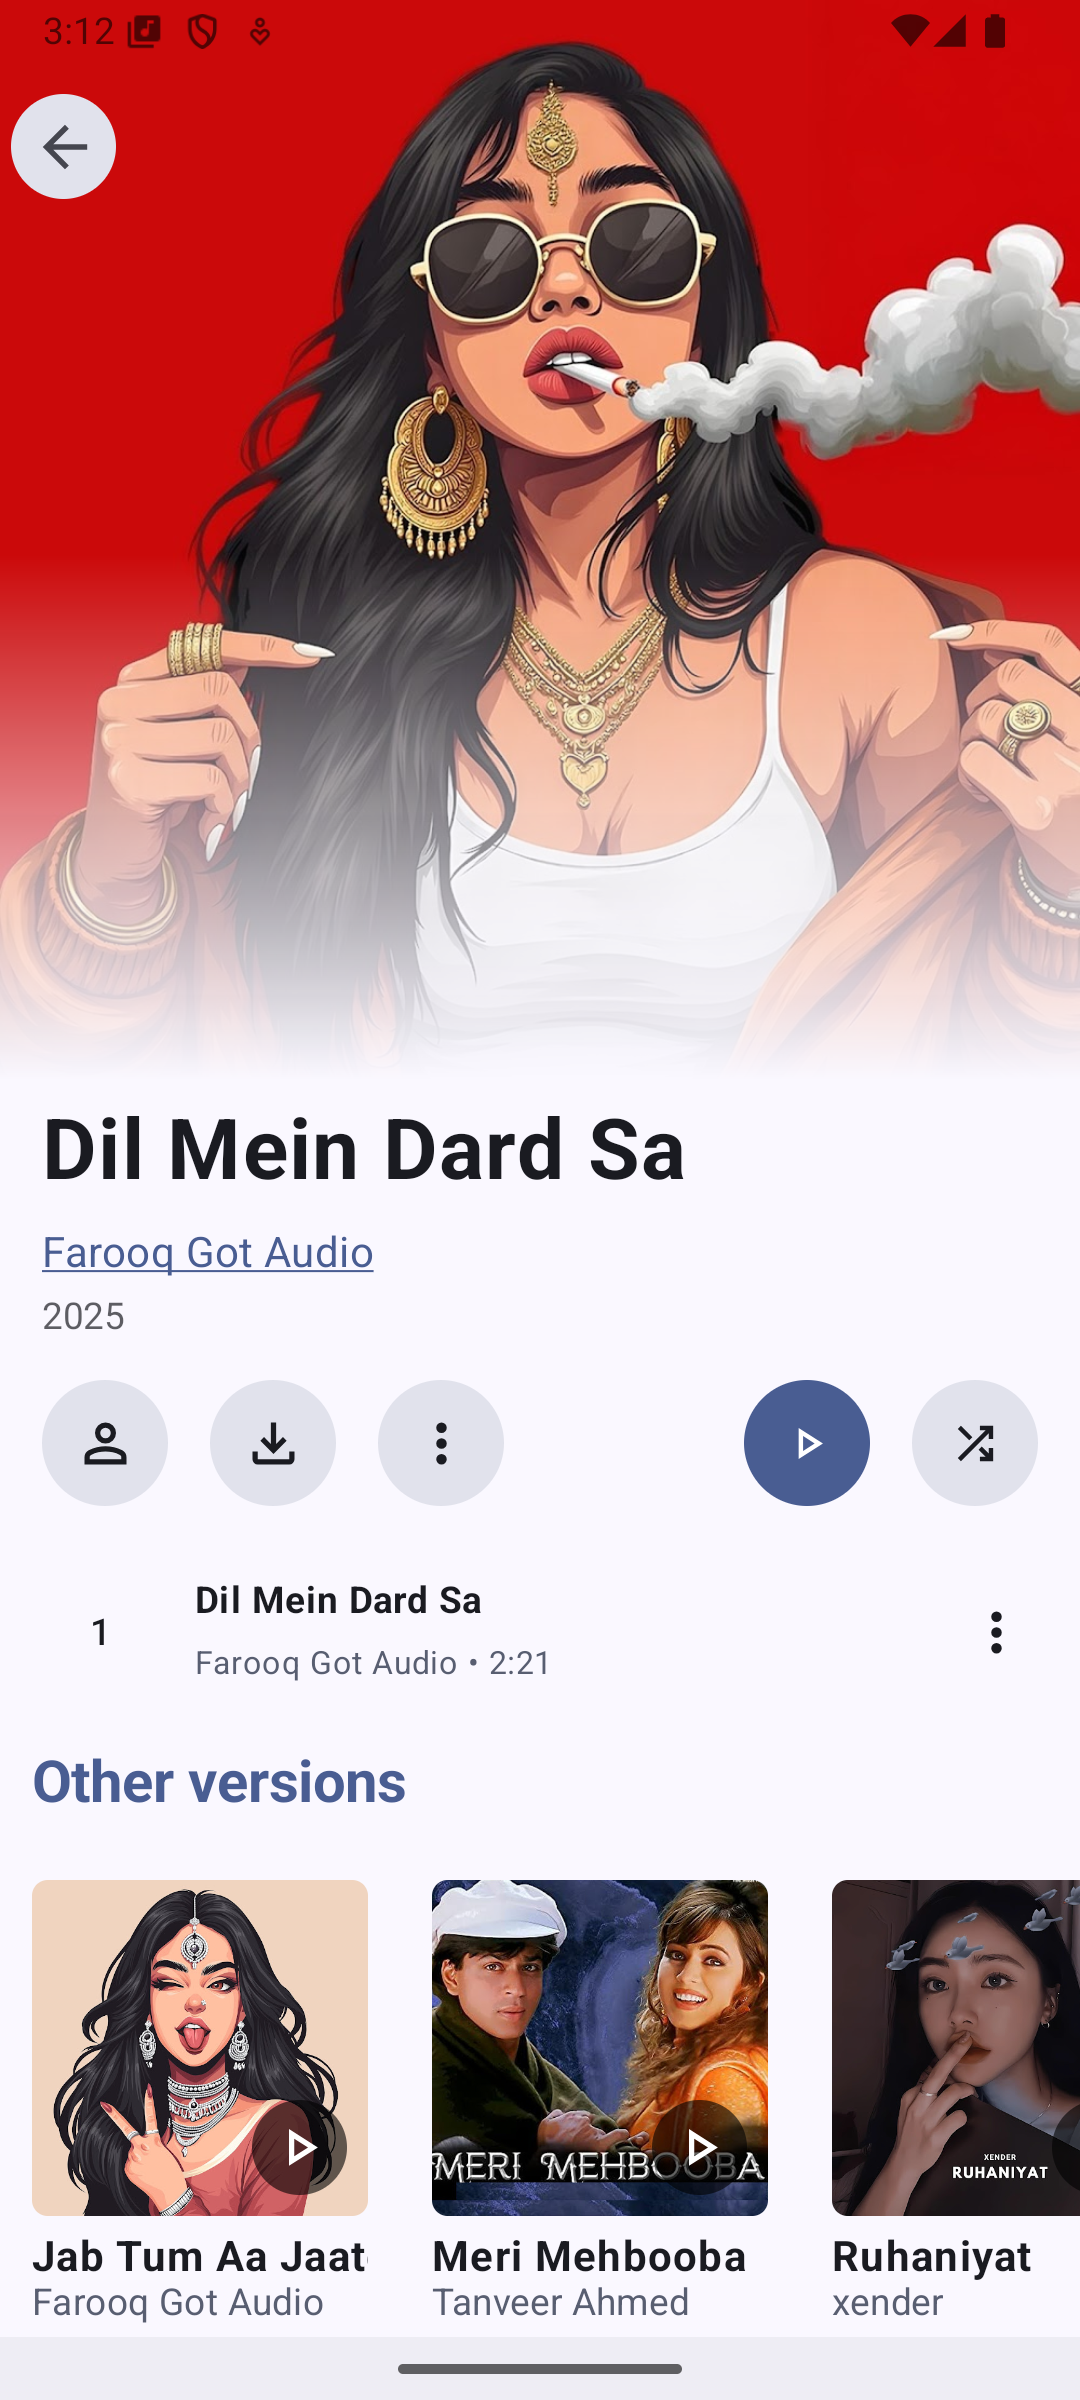 3:12
Dil Mein Dard Sa
Farooq Got Audio
2025
1
Dil Mein Dard Sa
Farooq Got Audio • 2:21
Other versions
MERI MEHBOOBA
XENDER
RUHANIYAT
Jab Tum Aa Jaat
Farooq Got Audio
Meri Mehbooba
Tanveer Ahmed
Ruhaniyat
xender